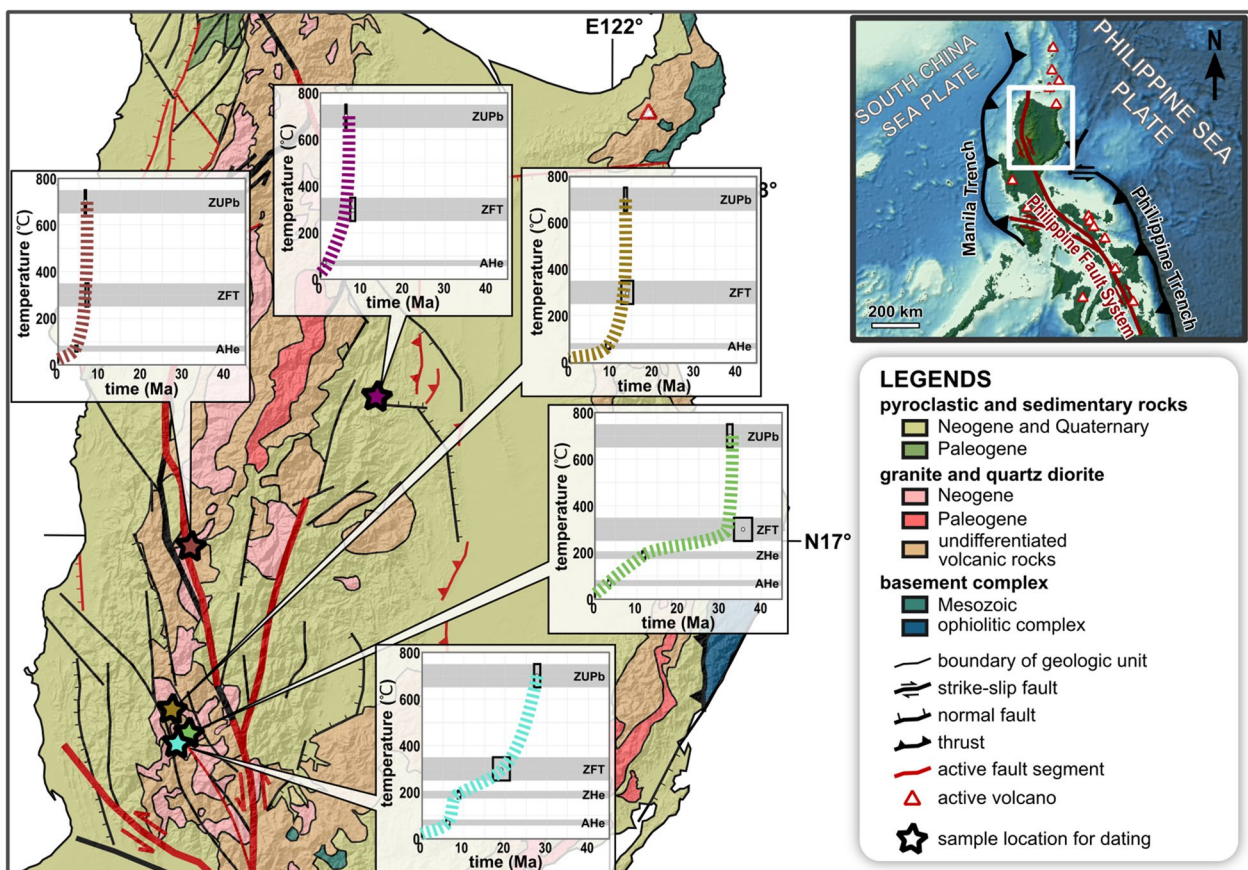 E122°
8°
N17°
800
600
400
200
temperature (℃)
ZUPb
ZFT
AHe
0
10
20
30
40
time (Ma)
800
600
400
200
0
temperature (℃)
ZUPb
ZFT
AHe
0
10
20
30
40
time (Ma)
800
600
400
200
0
temperature (℃)
ZUPb
ZFT
AHe
0
10
20
30
40
time (Ma)
800
600
400
200
0
temperature (℃)
ZUPb
ZFT
ZHe
AHe
0
10
20
30
40
time (Ma)
800
600
400
200
0
temperature (℃)
ZUPb
ZFT
ZHe
AHe
0
10
20
30
40
time (Ma)
SOUTH CHINA
SEA PLATE
PHILIPPINE SEA
PLATE
N
Manila Trench
Philippine Fault System
Philippine Trench
200 km
LEGENDS
pyroclastic and sedimentary rocks
Neogene and Quaternary
Paleogene
granite and quartz diorite
Neogene
Paleogene
undifferentiated
volcanic rocks
basement complex
Mesozoic
ophiolitic complex
boundary of geologic unit
strike-slip fault
normal fault
thrust
active fault segment
active volcano
sample location for dating